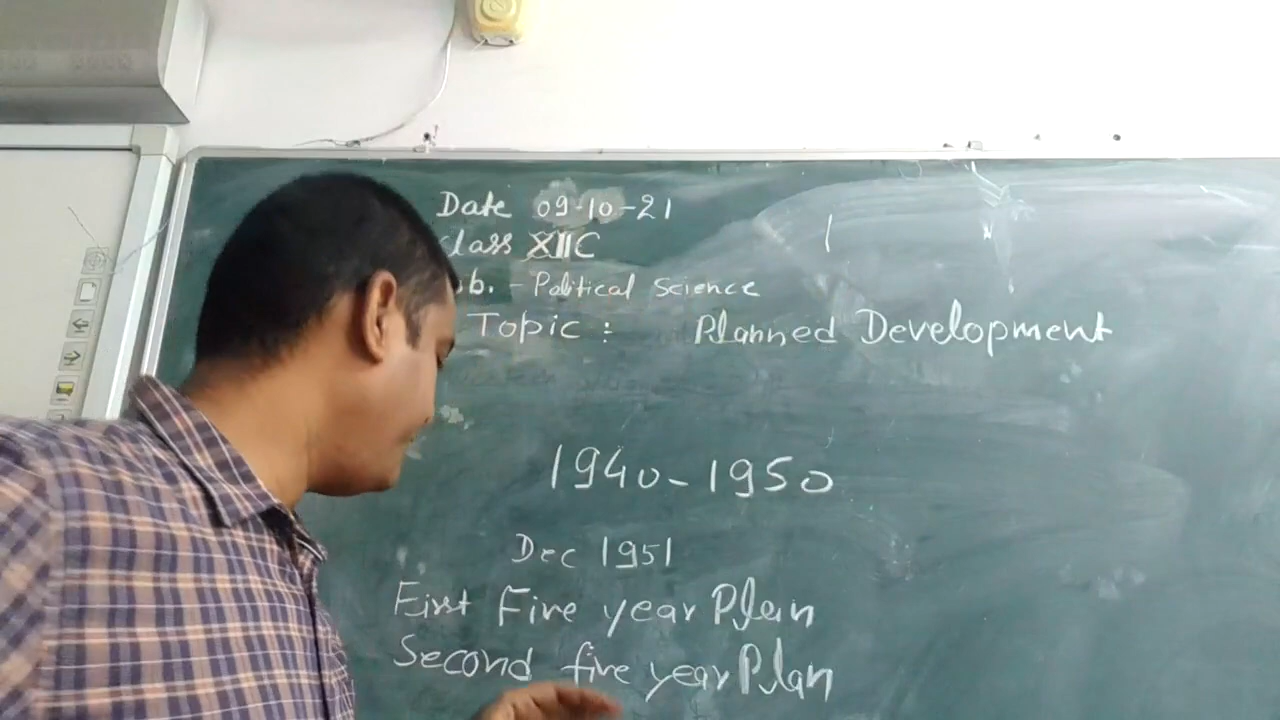 Date 09-10-21
Class XIIC
ub. - Political Science
Topic : Planned Development
1940-1950
Dec 1951
First Five year Plan
Second five year Plan